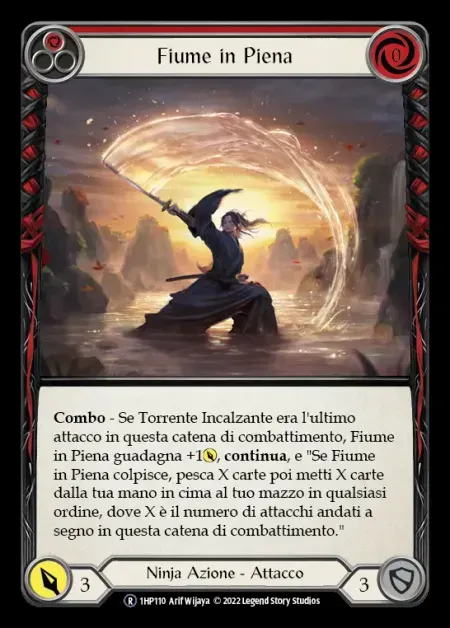 Fiume in Piena
0
Combo - Se Torrente Incalzante era l'ultimo
attacco in questa catena di combattimento, Fiume
in Piena guadagna +1, continua, e "Se Fiume
in Piena colpisce, pesca X carte poi metti X carte
dalla tua mano in cima al tuo mazzo in qualsiasi
ordine, dove X è il numero di attacchi andati a
segno in questa catena di combattimento."
3
Ninja Azione - Attacco
3
R 1HP110 Arif Wijaya © 2022 Legend Story Studios